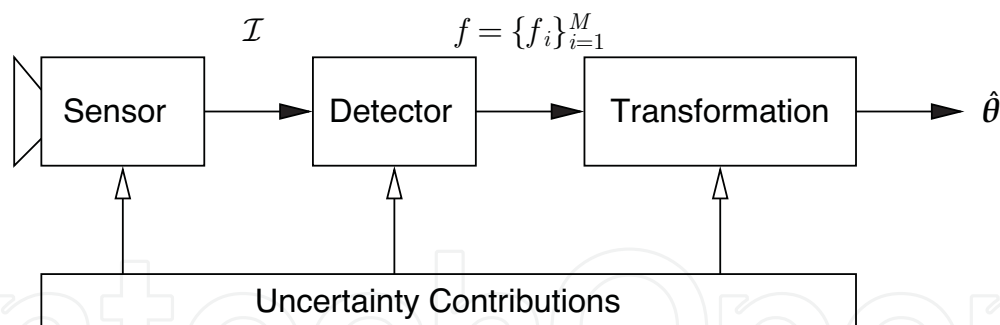 𝓘
f = {f_i}_{i=1}^{M}
Sensor
Detector
Transformation
θ̂
Uncertainty Contributions